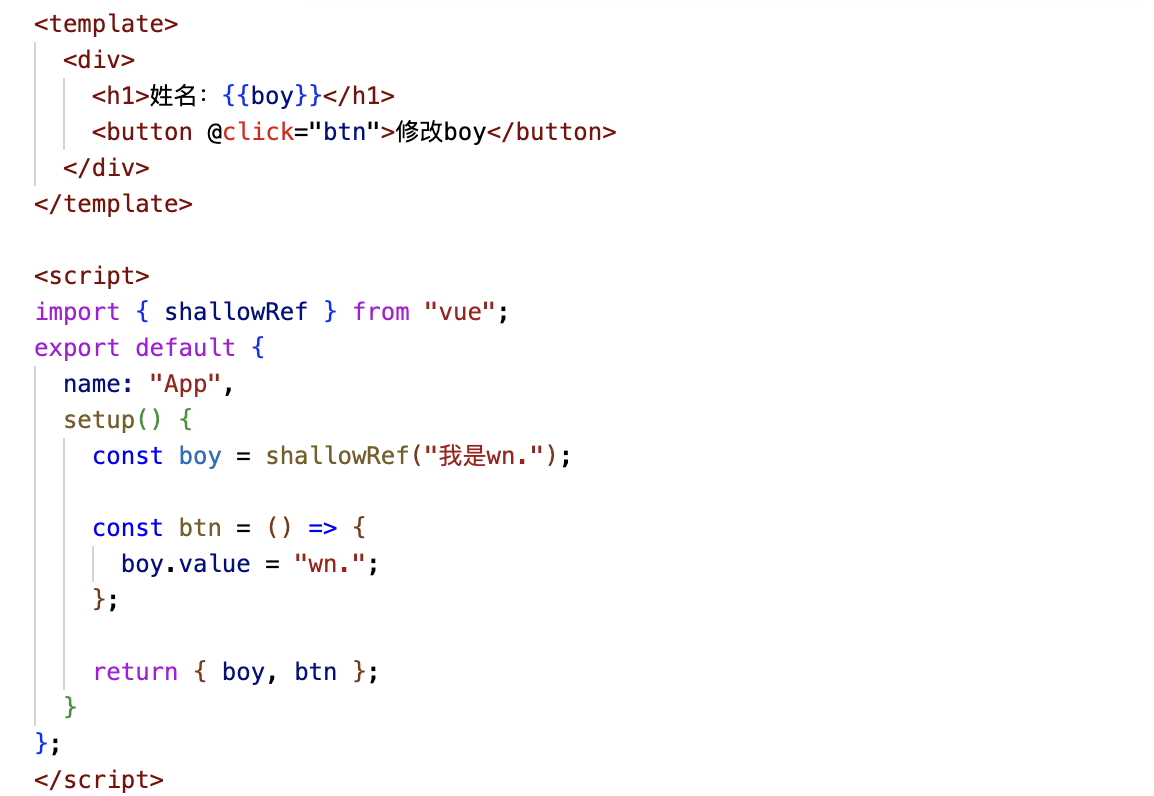 <template>
  <div>
    <h1>姓名：{{boy}}</h1>
    <button @click="btn">修改boy</button>
  </div>
</template>

<script>
import { shallowRef } from "vue";
export default {
  name: "App",
  setup() {
    const boy = shallowRef("我是wn.");

    const btn = () => {
      boy.value = "wn.";
    };

    return { boy, btn };
  }
};
</script>